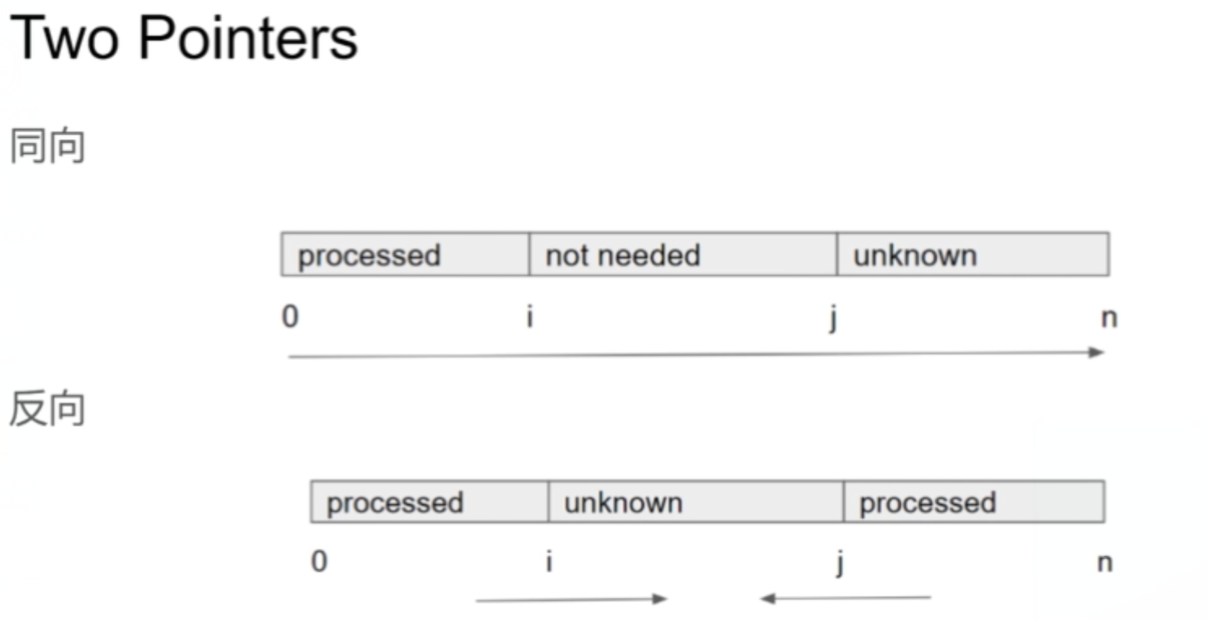 Two Pointers
同向
processed not needed unknown
0 i j n
反向
processed unknown processed
0 i j n